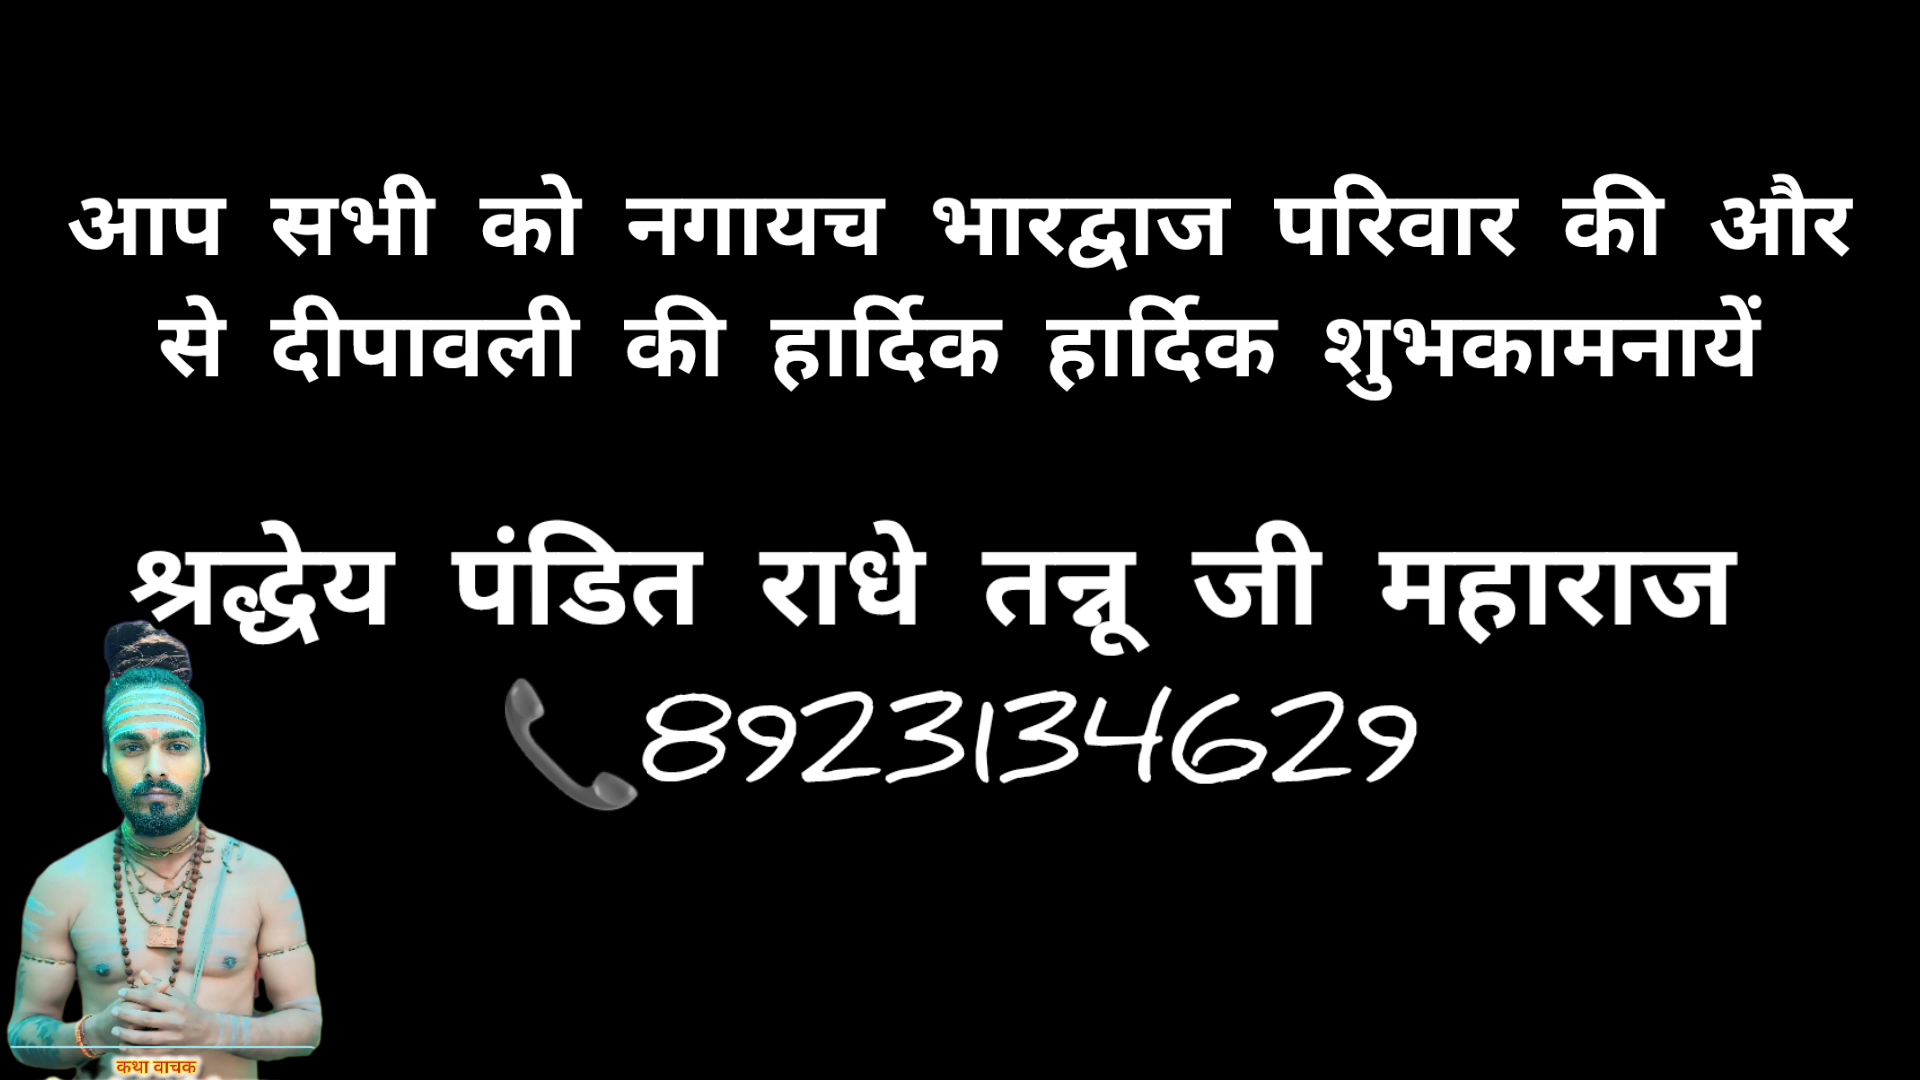 आप सभी को नगायच भारद्वाज परिवार की और
से दीपावली की हार्दिक हार्दिक शुभकामनायें
श्रद्धेय पंडित राधे तन्नू जी महाराज
📞8923134629
कथा वाचक